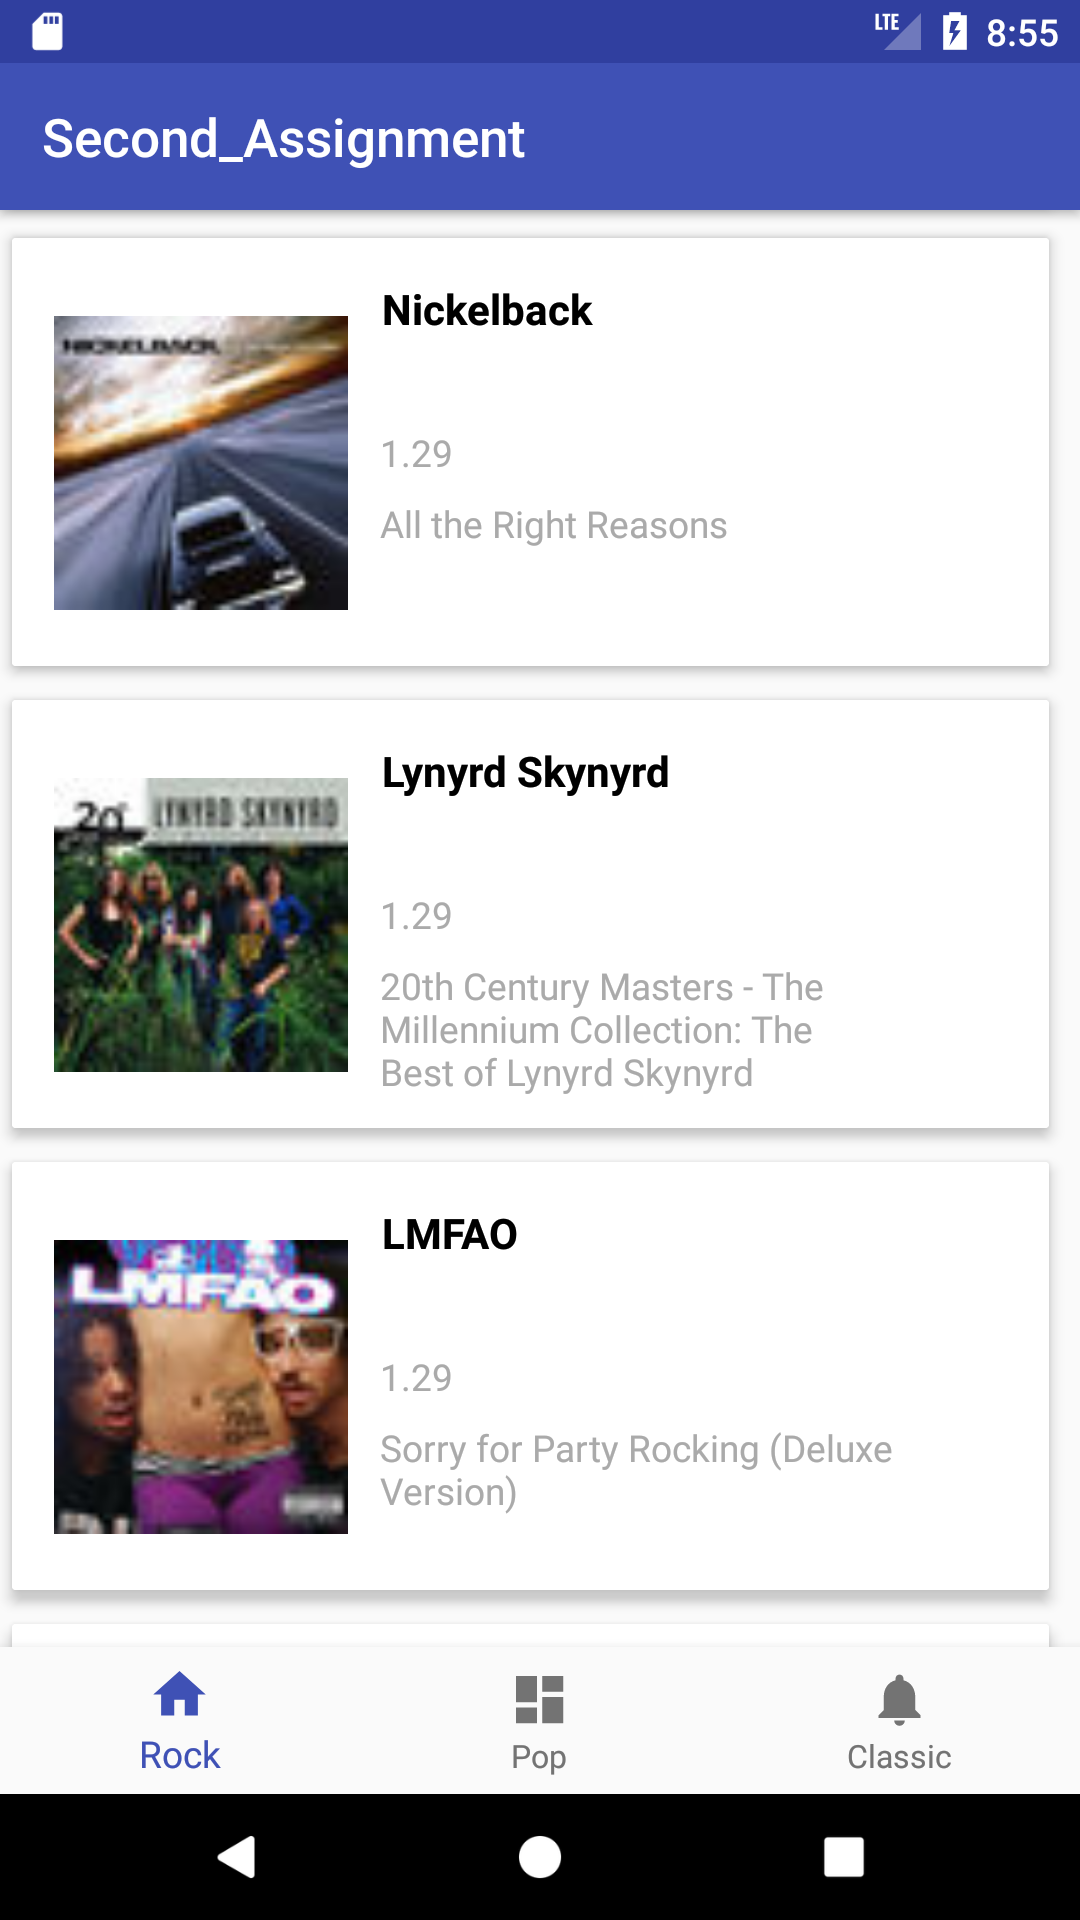 LTE 8:55
Second_Assignment
NICKELBACK
Nickelback
1.29
All the Right Reasons
20
LYNYRD SKYNYRD
Lynyrd Skynyrd
1.29
20th Century Masters - The
Millennium Collection: The
Best of Lynyrd Skynyrd
LMFAO
LMFAO
1.29
Sorry for Party Rocking (Deluxe
Version)
Rock
Pop
Classic